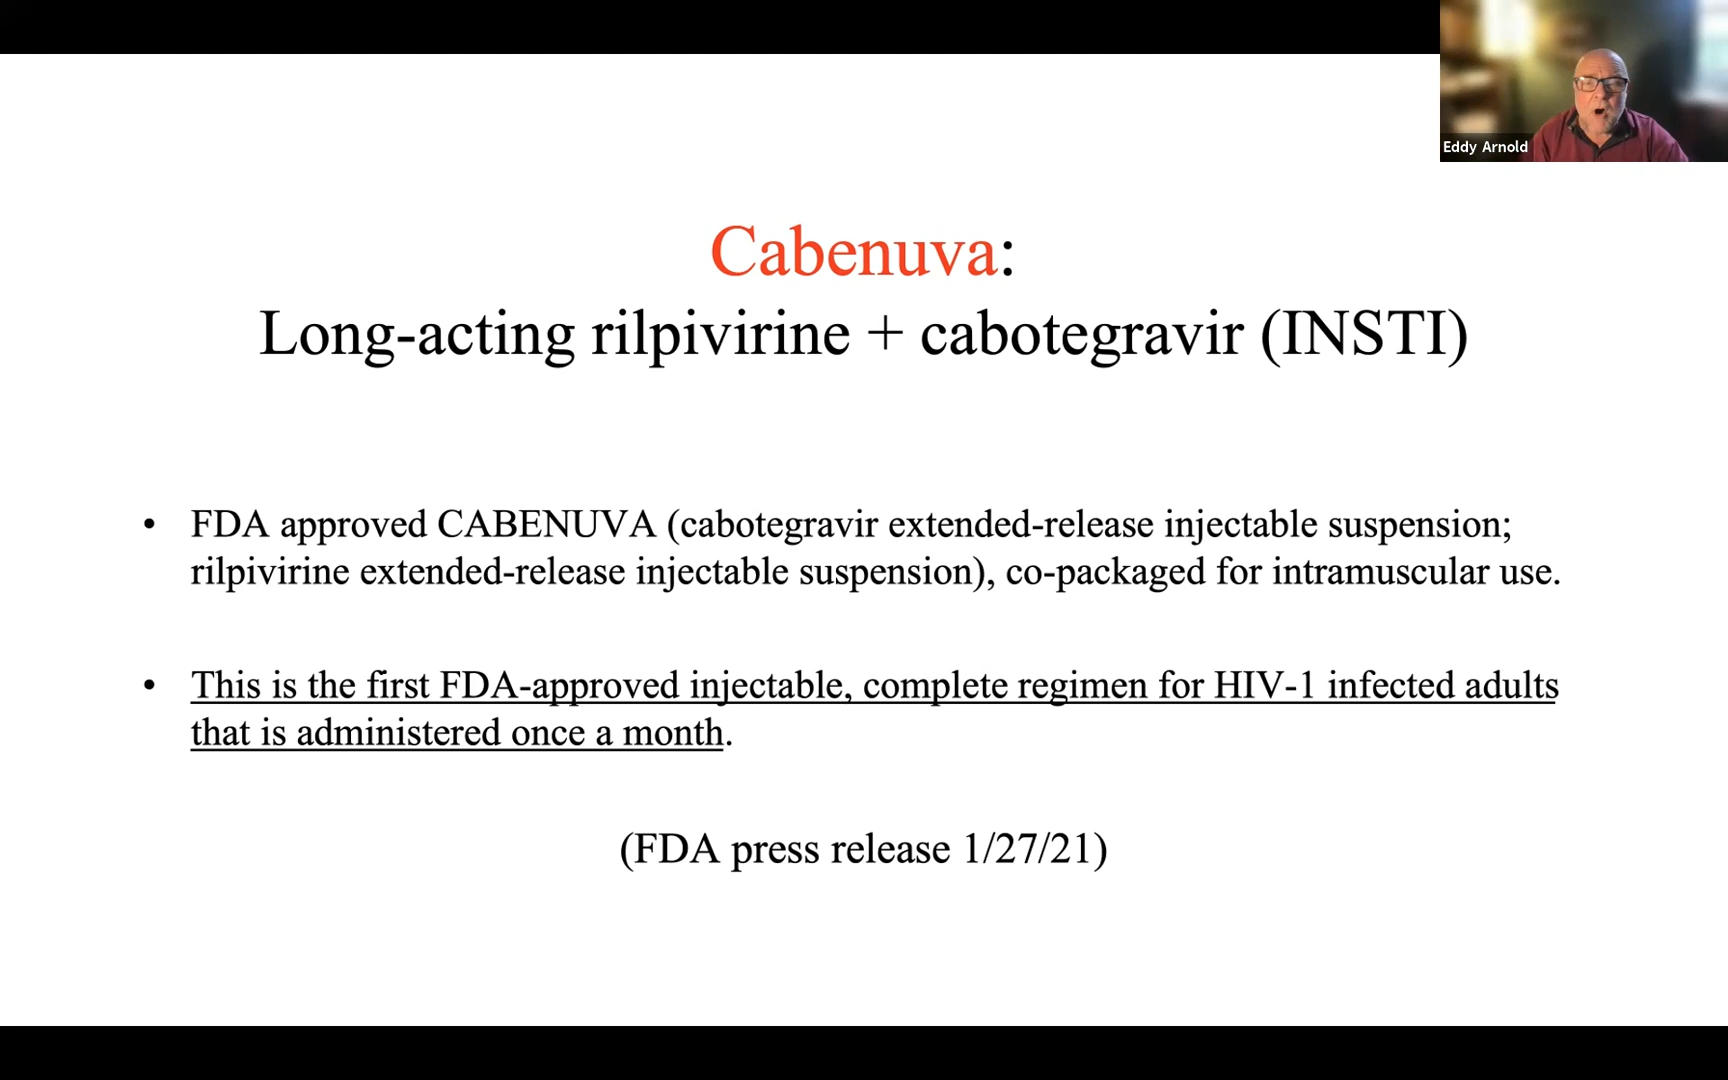 Eddy Arnold
Cabenuva:
Long-acting rilpivirine + cabotegravir (INSTI)
• FDA approved CABENUVA (cabotegravir extended-release injectable suspension;
rilpivirine extended-release injectable suspension), co-packaged for intramuscular use.
• This is the first FDA-approved injectable, complete regimen for HIV-1 infected adults
that is administered once a month.
(FDA press release 1/27/21)